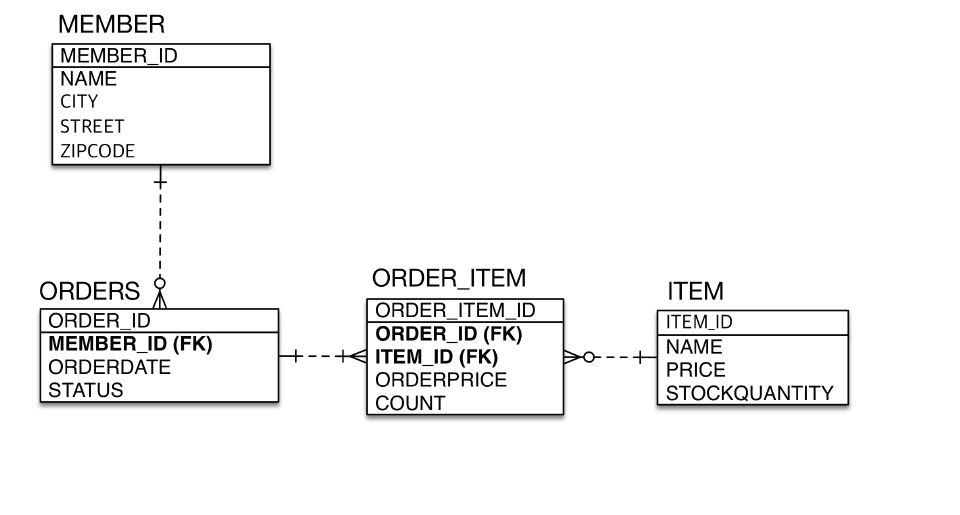 MEMBER
MEMBER_ID
NAME
CITY
STREET
ZIPCODE
ORDERS
ORDER_ID
MEMBER_ID (FK)
ORDERDATE
STATUS
ORDER_ITEM
ORDER_ITEM_ID
ORDER_ID (FK)
ITEM_ID (FK)
ORDERPRICE
COUNT
ITEM
ITEM_ID
NAME
PRICE
STOCKQUANTITY